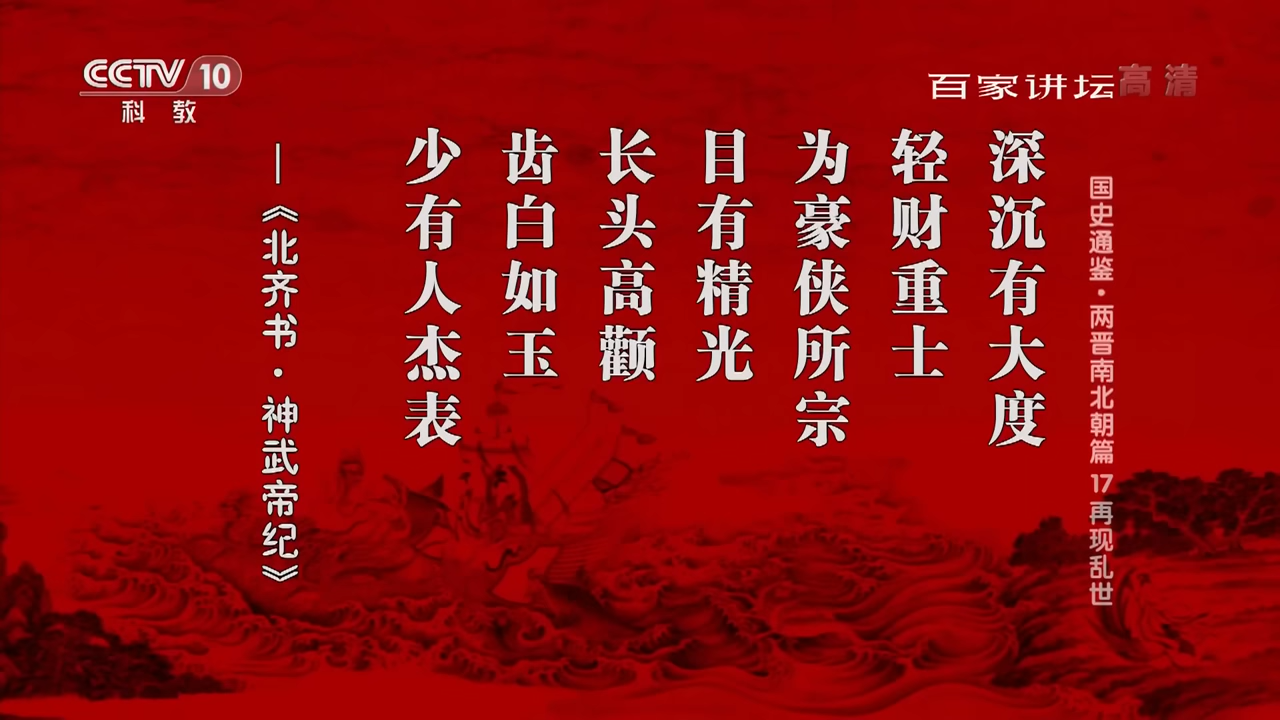 CCTV 10
科教
百家讲坛
高清
国史通鉴·两晋南北朝篇 17 再现乱世
深沉有大度
轻财重士
为豪侠所宗
目有精光
长头高颧
齿白如玉
少有人杰表
—《北齐书·神武帝纪》